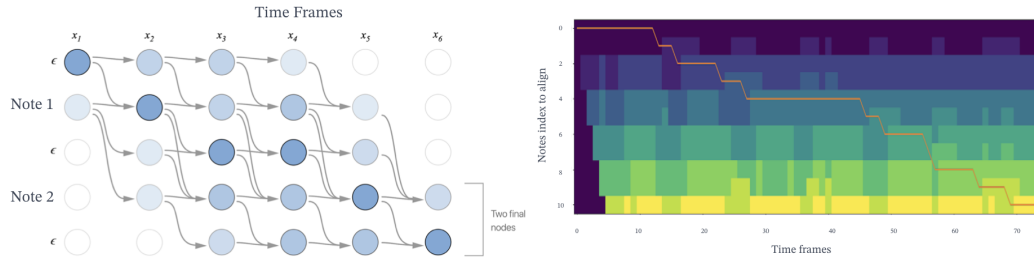 Time Frames
x1 x2 x3 x4 x5 x6
ϵ
Note 1
ϵ
Note 2
ϵ
Two final
nodes
Notes index to align
0
2
4
6
8
10
0 10 20 30 40 50 60 70
Time frames